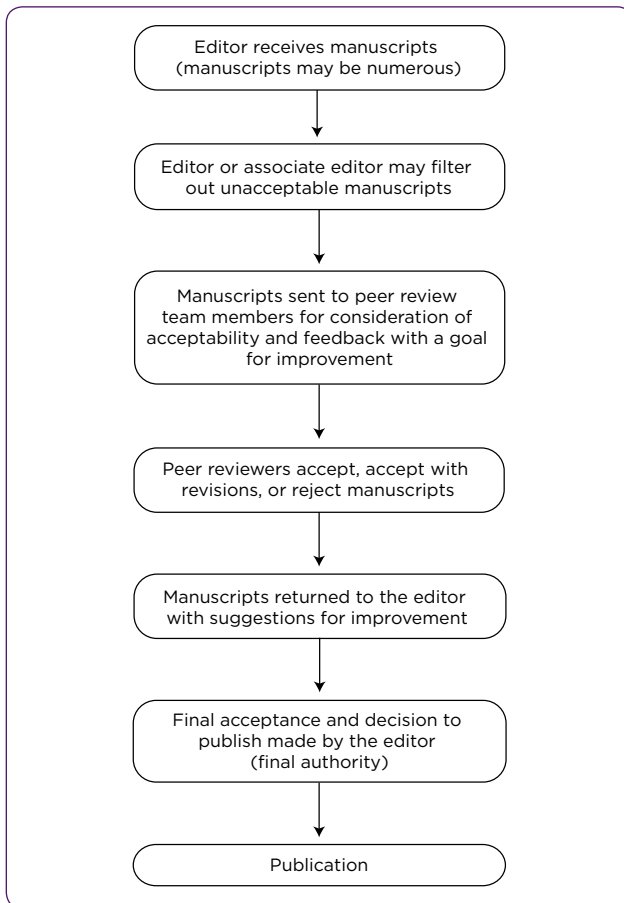 Editor receives manuscripts
(manuscripts may be numerous)
Editor or associate editor may filter
out unacceptable manuscripts
Manuscripts sent to peer review
team members for consideration of
acceptability and feedback with a goal
for improvement
Peer reviewers accept, accept with
revisions, or reject manuscripts
Manuscripts returned to the editor
with suggestions for improvement
Final acceptance and decision to
publish made by the editor
(final authority)
Publication